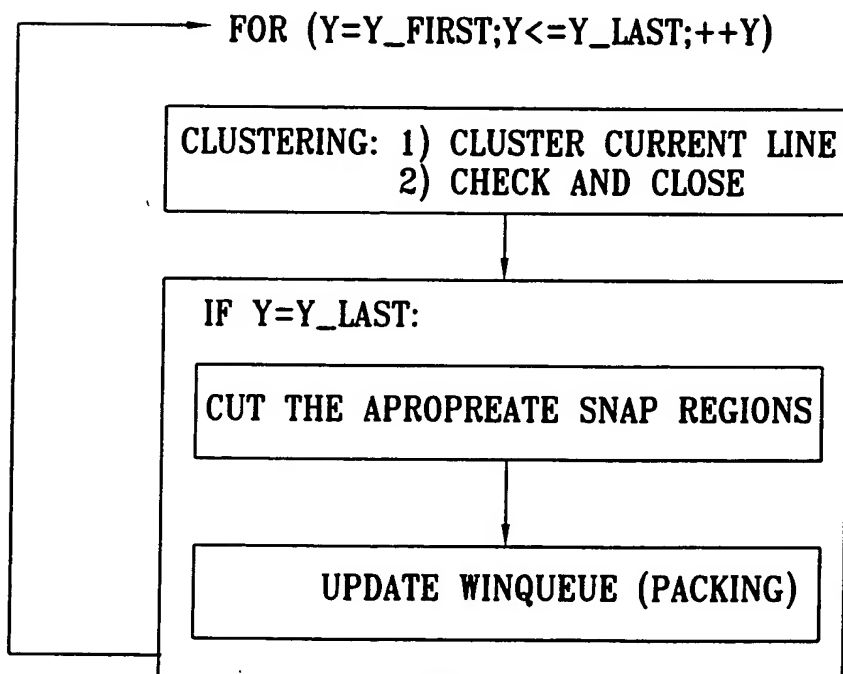 FOR (Y=Y_FIRST;Y<=Y_LAST;++Y)
CLUSTERING: 1) CLUSTER CURRENT LINE
2) CHECK AND CLOSE
IF Y=Y_LAST:
CUT THE APROPREATE SNAP REGIONS
UPDATE WINQUEUE (PACKING)